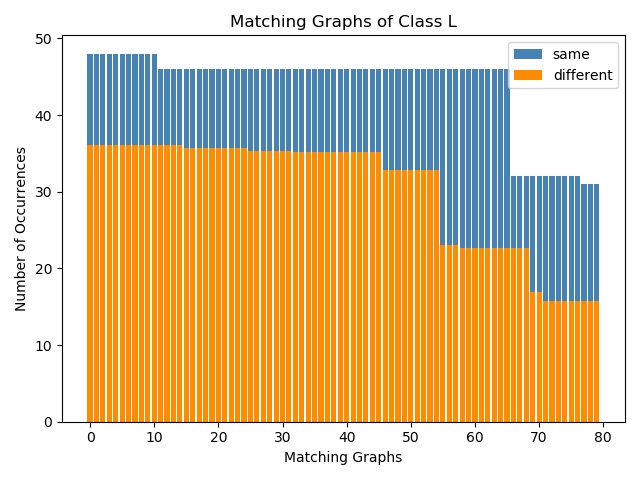 Matching Graphs of Class L
same
different
Number of Occurrences
50
40
30
20
10
0
0 10 20 30 40 50 60 70 80
Matching Graphs